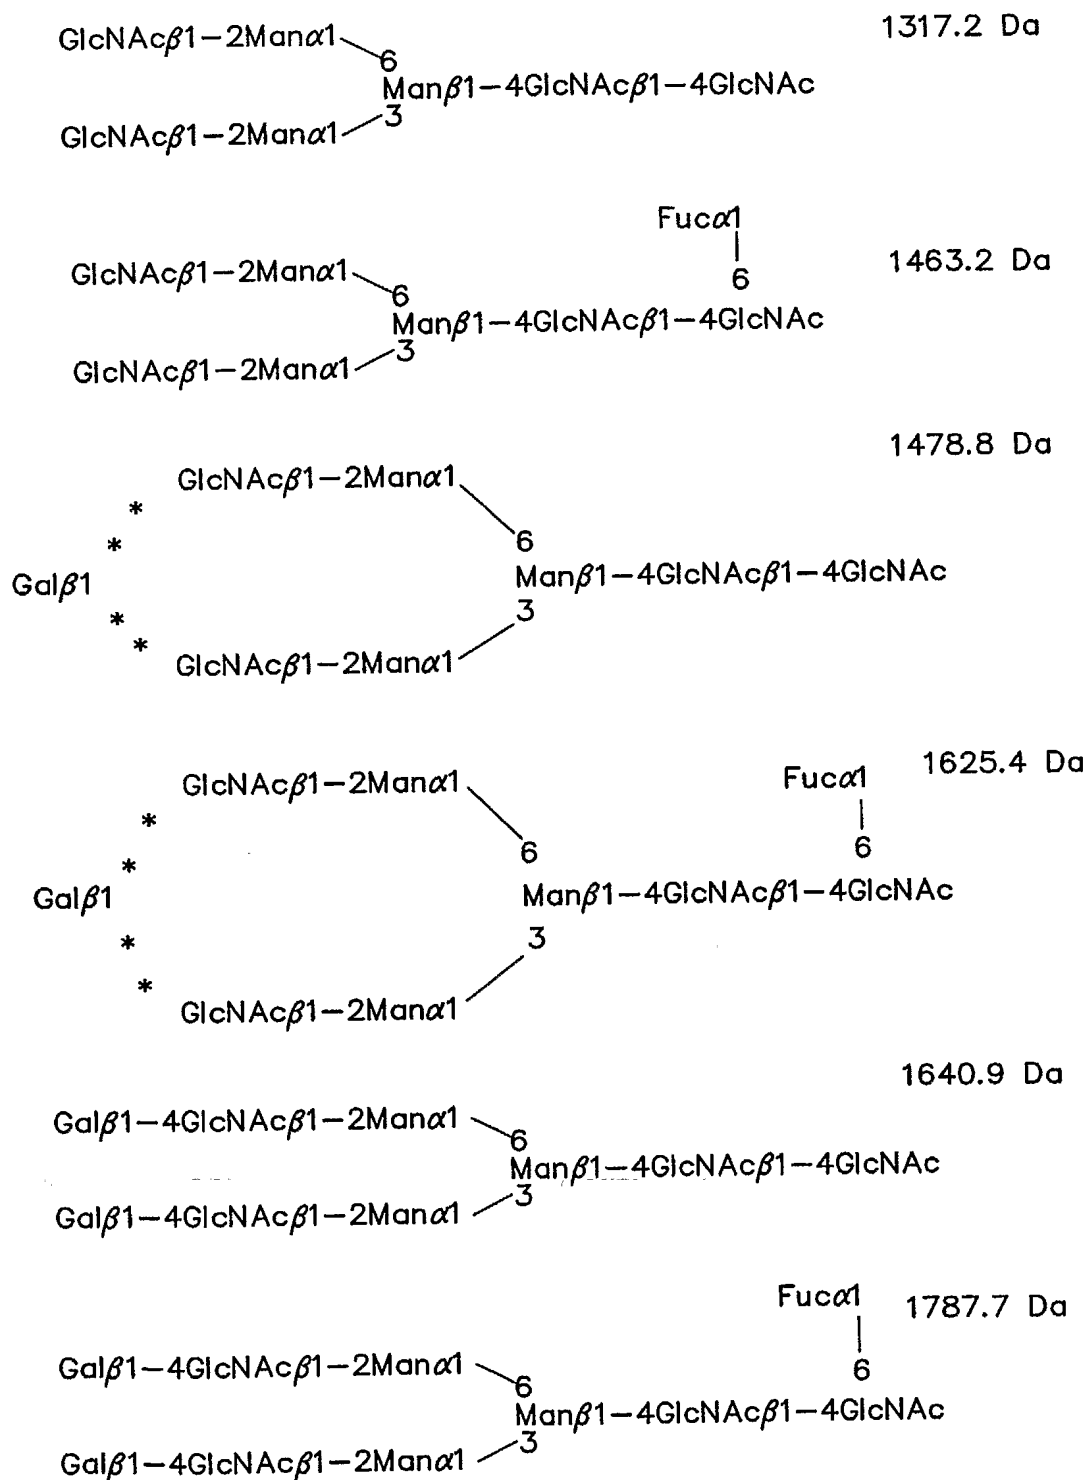 1317.2 Da
GlcNAcβ1–2Manα1
6
Manβ1–4GlcNAcβ1–4GlcNAc
3
GlcNAcβ1–2Manα1
Fucα1
1463.2 Da
GlcNAcβ1–2Manα1
6
6
Manβ1–4GlcNAcβ1–4GlcNAc
3
GlcNAcβ1–2Manα1
1478.8 Da
GlcNAcβ1–2Manα1
*
*
6
Galβ1
Manβ1–4GlcNAcβ1–4GlcNAc
3
*
*
GlcNAcβ1–2Manα1
1625.4 Da
Fucα1
GlcNAcβ1–2Manα1
*
6
6
*
Galβ1
Manβ1–4GlcNAcβ1–4GlcNAc
*
3
*
GlcNAcβ1–2Manα1
1640.9 Da
Galβ1–4GlcNAcβ1–2Manα1
6
Manβ1–4GlcNAcβ1–4GlcNAc
3
Galβ1–4GlcNAcβ1–2Manα1
Fucα1
1787.7 Da
Galβ1–4GlcNAcβ1–2Manα1
6
6
Manβ1–4GlcNAcβ1–4GlcNAc
3
Galβ1–4GlcNAcβ1–2Manα1